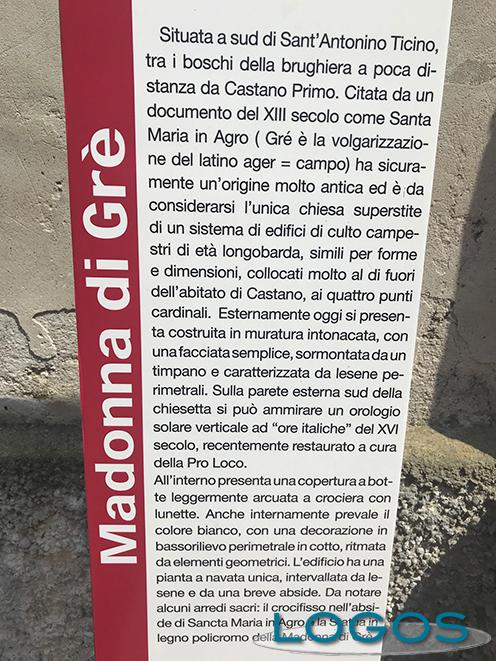 Madonna di Grè
Situata a sud di Sant'Antonino Ticino,
tra i boschi della brughiera a poca di-
stanza da Castano Primo. Citata da un
documento del XIII secolo come Santa
Maria in Agro ( Gré è la volgarizzazio-
ne del latino ager = campo) ha sicura-
mente un'origine molto antica ed è da
considerarsi l'unica chiesa superstite
di un sistema di edifici di culto campe-
stri di età longobarda, simili per forme
e dimensioni, collocati molto al di fuori
dell'abitato di Castano, ai quattro punti
cardinali. Esternamente oggi si presen-
ta costruita in muratura intonacata, con
una facciata semplice, sormontata da un
timpano e caratterizzata da lesene pe-
rimetrali. Sulla parete esterna sud della
chiesetta si può ammirare un orologio
solare verticale ad "ore italiche" del XVI
secolo, recentemente restaurato a cura
della Pro Loco.
All'interno presenta una copertura a bot-
te leggermente arcuata a crociera con
lunette. Anche internamente prevale il
colore bianco, con una decorazione in
bassorilievo perimetrale in cotto, ritmata
da elementi geometrici. L'edificio ha una
pianta a navata unica, intervallata da le-
sene e da una breve abside. Da notare
alcuni arredi sacri: il crocifisso nell'absi-
de di Sancta Maria in Agro e la Statua in
legno policromo della Madonna di Grè.
LOGOS